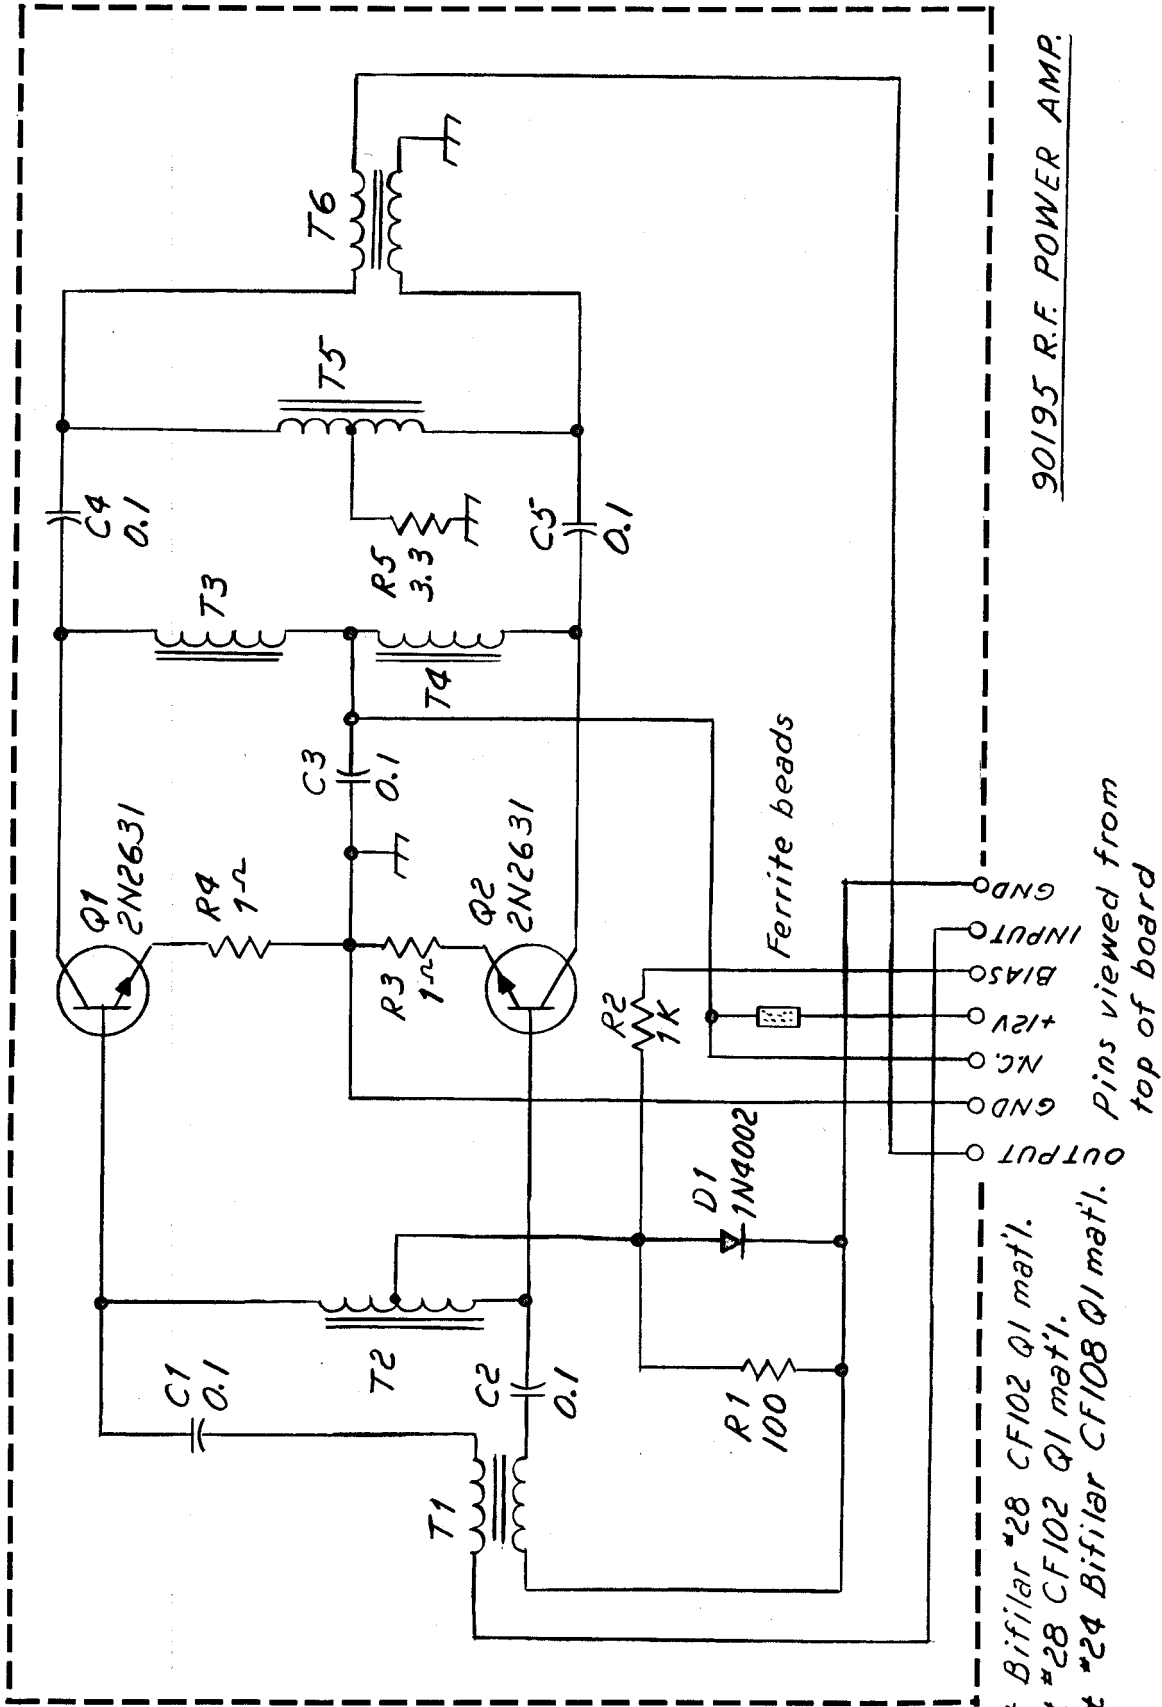 90195 R.F. POWER AMP.
Q1
2N2631
C4
0.1
T6
T3
T5
R4
1Ω
C3
0.1
R5
3.3
C5
0.1
T4
C1
0.1
T2
T1
C2
0.1
R3
1Ω
Q2
2N2631
R2
1K
Ferrite beads
D1
1N4002
R1
100
OUTPUT
GND
N.C.
+12V
BIAS
INPUT
GND
Pins viewed from
top of board
Bifilar #28 CF102 Q1 mat'l.
#28 CF102 Q1 mat'l.
#24 Bifilar CF108 Q1 mat'l.